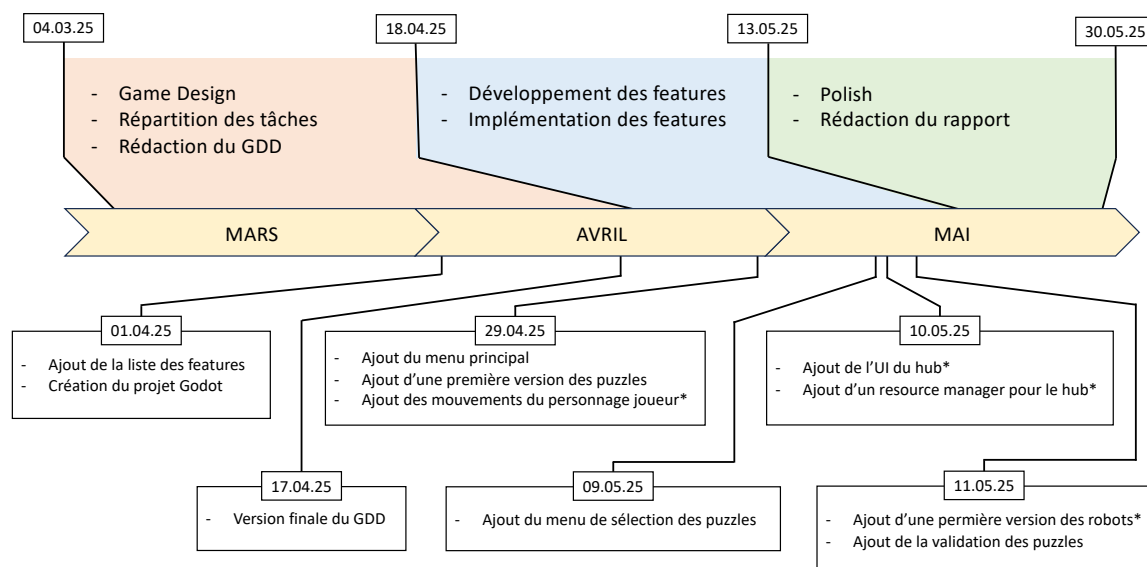 04.03.25
18.04.25
13.05.25
30.05.25
- Game Design
- Répartition des tâches
- Rédaction du GDD
- Développement des features
- Implémentation des features
- Polish
- Rédaction du rapport
MARS
AVRIL
MAI
01.04.25
- Ajout de la liste des features
- Création du projet Godot
29.04.25
- Ajout du menu principal
- Ajout d’une première version des puzzles
- Ajout des mouvements du personnage joueur*
10.05.25
- Ajout de l’UI du hub*
- Ajout d’un resource manager pour le hub*
17.04.25
- Version finale du GDD
09.05.25
- Ajout du menu de sélection des puzzles
11.05.25
- Ajout d’une permière version des robots*
- Ajout de la validation des puzzles